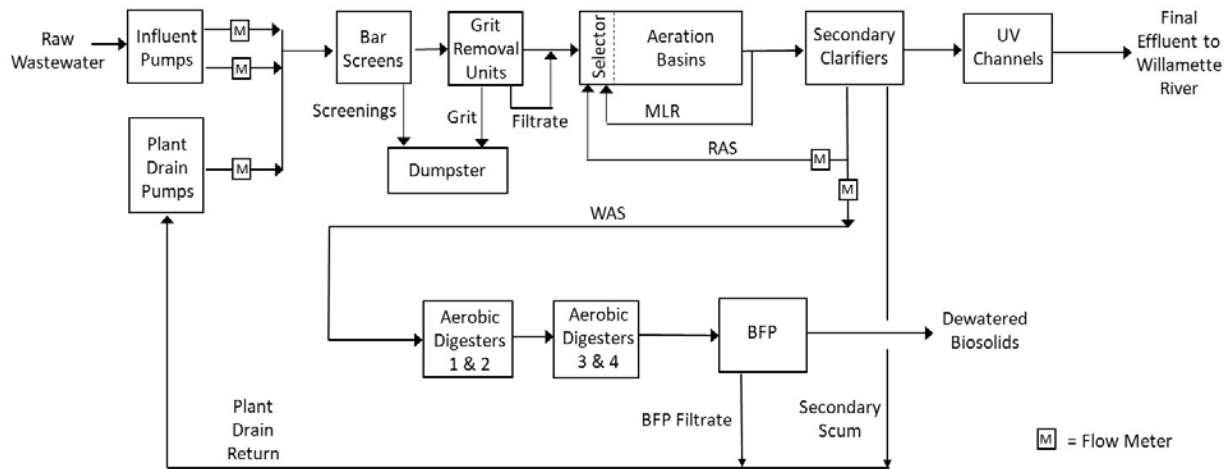 Raw
Wastewater
Influent
Pumps
M
M
Bar
Screens
Grit
Removal
Units
Selector
Aeration
Basins
Secondary
Clarifiers
UV
Channels
Final
Effluent to
Willamette
River
Screenings
Grit
Filtrate
MLR
RAS
M
Plant
Drain
Pumps
M
Dumpster
M
WAS
Aerobic
Digesters
1 & 2
Aerobic
Digesters
3 & 4
BFP
Dewatered
Biosolids
Plant
Drain
Return
BFP Filtrate
Secondary
Scum
M = Flow Meter